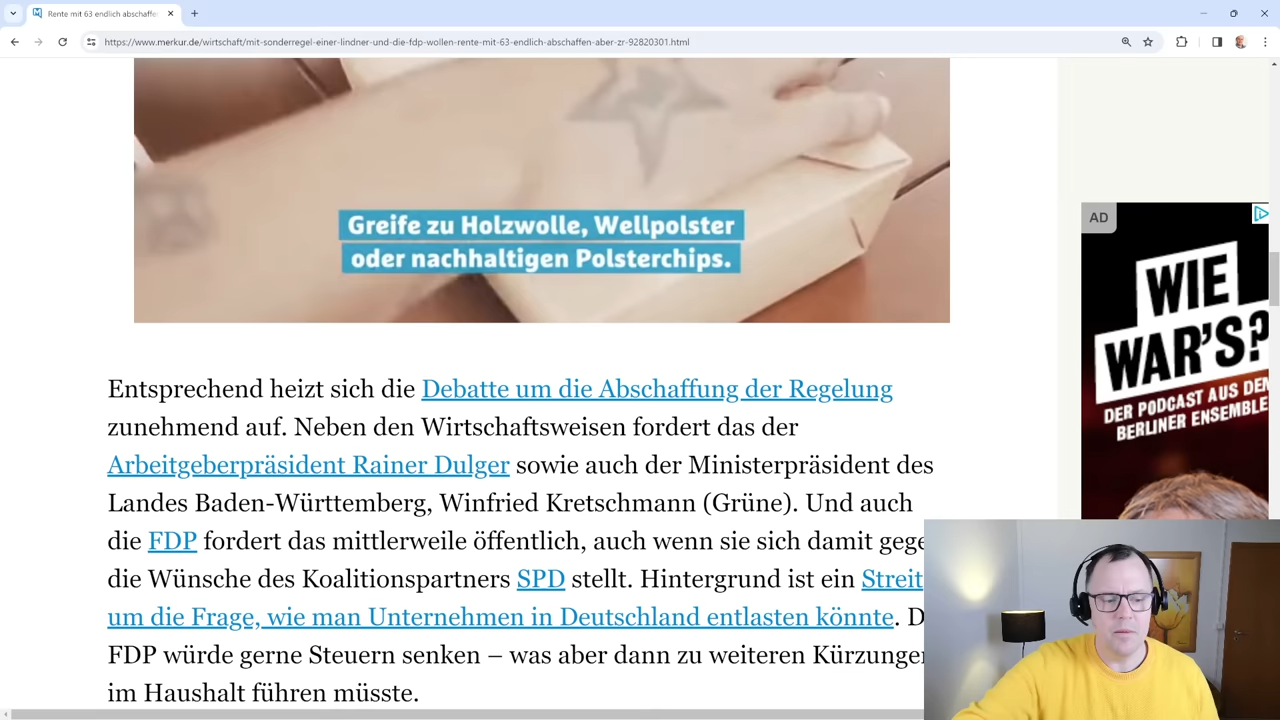 Rente mit 63 endlich abschaffe
https://www.merkur.de/wirtschaft/mit-sonderregel-einer-lindner-und-die-fdp-wollen-rente-mit-63-endlich-abschaffen-aber-zr-92820301.html
Greife zu Holzwolle, Wellpolster
oder nachhaltigen Polsterchips.
AD
WIE
WAR'S?
DER PODCAST AUS DEM
BERLINER ENSEMBLE
Entsprechend heizt sich die Debatte um die Abschaffung der Regelung
zunehmend auf. Neben den Wirtschaftsweisen fordert das der
Arbeitgeberpräsident Rainer Dulger sowie auch der Ministerpräsident des
Landes Baden-Württemberg, Winfried Kretschmann (Grüne). Und auch
die FDP fordert das mittlerweile öffentlich, auch wenn sie sich damit gege
die Wünsche des Koalitionspartners SPD stellt. Hintergrund ist ein Streit
um die Frage, wie man Unternehmen in Deutschland entlasten könnte. D
FDP würde gerne Steuern senken – was aber dann zu weiteren Kürzunge
im Haushalt führen müsste.